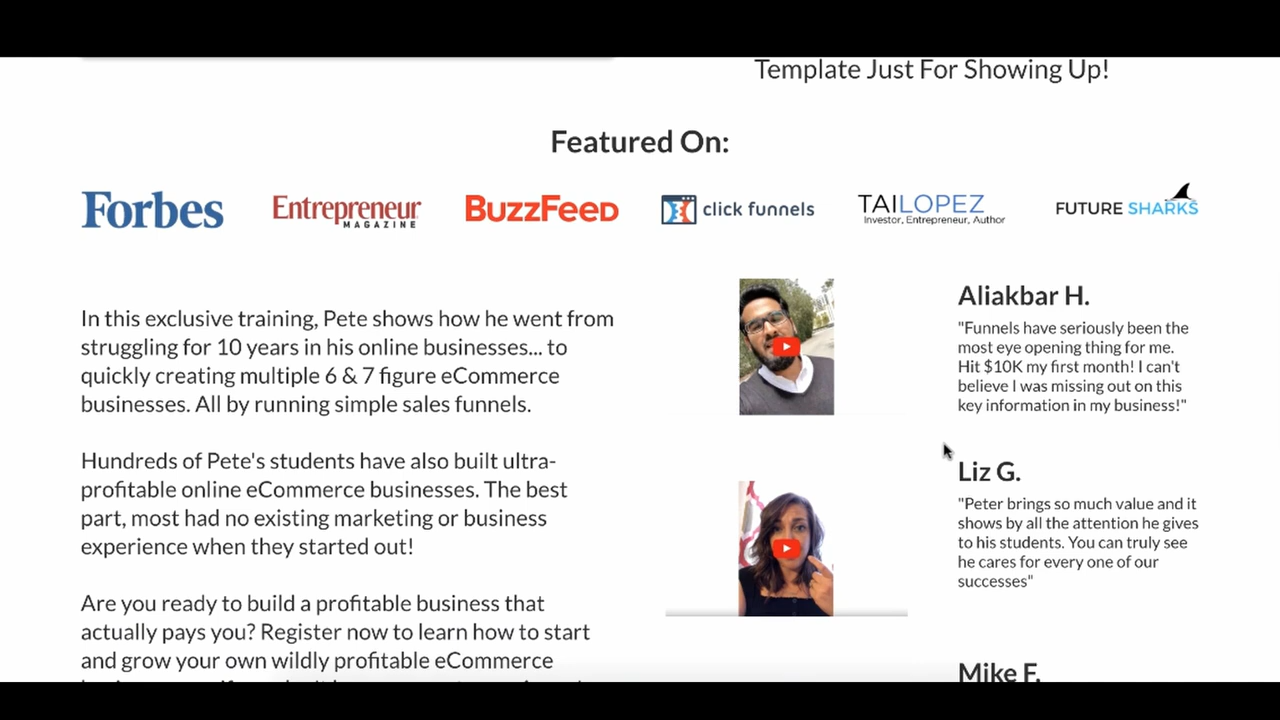 Template Just For Showing Up!
Featured On:
Forbes
Entrepreneur
MAGAZINE
BuzzFeed
click funnels
TAILOPEZ
Investor, Entrepreneur, Author
FUTURE SHARKS
In this exclusive training, Pete shows how he went from
struggling for 10 years in his online businesses... to
quickly creating multiple 6 & 7 figure eCommerce
businesses. All by running simple sales funnels.
Hundreds of Pete's students have also built ultra-
profitable online eCommerce businesses. The best
part, most had no existing marketing or business
experience when they started out!
Are you ready to build a profitable business that
actually pays you? Register now to learn how to start
and grow your own wildly profitable eCommerce
Aliakbar H.
"Funnels have seriously been the
most eye opening thing for me.
Hit $10K my first month! I can't
believe I was missing out on this
key information in my business!"
Liz G.
"Peter brings so much value and it
shows by all the attention he gives
to his students. You can truly see
he cares for every one of our
successes"
Mike F.